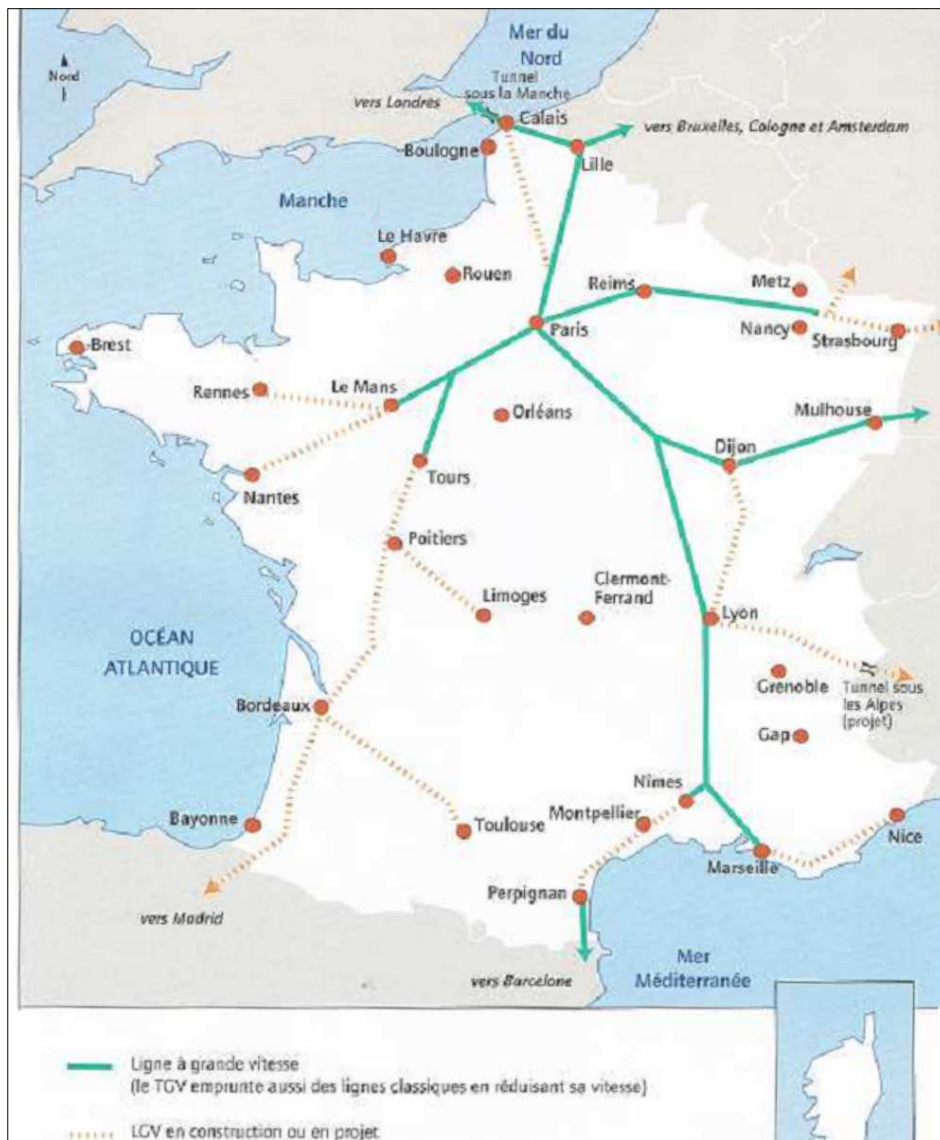 Mer du
Nord
Nord
Tunnel
sous la Manche
vers Londres
Calais
vers Bruxelles, Cologne et Amsterdam
Boulogne
Lille
Manche
Le Havre
Rouen
Reims
Metz
Paris
Nancy
Strasbourg
Brest
Rennes
Le Mans
Orléans
Mulhouse
Dijon
Tours
Nantes
Poitiers
Limoges
Clermont-
Ferrand
Lyon
OCÉAN
ATLANTIQUE
Grenoble
Tunnel sous
les Alpes
(projet)
Bordeaux
Gap
Nîmes
Bayonne
Toulouse
Montpellier
Nice
Marseille
Perpignan
vers Madrid
vers Barcelone
Mer
Méditerranée
Ligne à grande vitesse
(le TGV emprunte aussi des lignes classiques en réduisant sa vitesse)
LGV en construction ou en projet